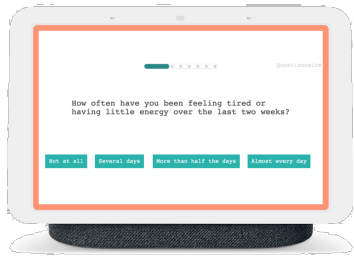 Questionnaire
How often have you been feeling tired or
having little energy over the last two weeks?
Not at all
Several days
More than half the days
Almost every day